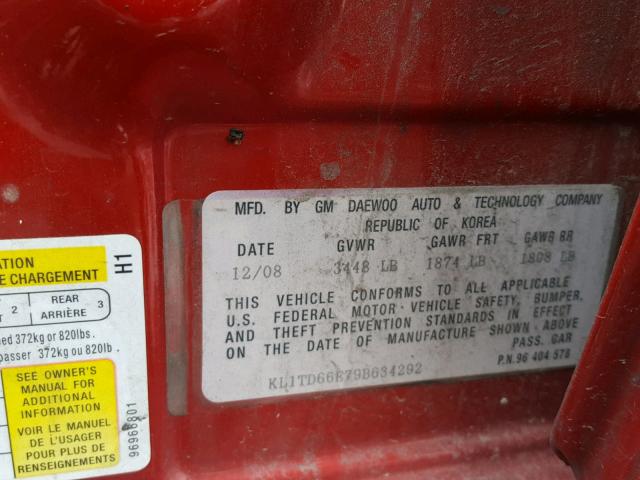 MFD. BY GM DAEWOO AUTO & TECHNOLOGY COMPANY
REPUBLIC OF KOREA
DATE GVWR GAWR FRT GAWR RR
12/08 3448 LB 1874 LB 1808 LB
THIS VEHICLE CONFORMS TO ALL APPLICABLE
U.S. FEDERAL MOTOR-VEHICLE SAFETY, BUMPER,
AND THEFT PREVENTION STANDARDS IN EFFECT
ON THE DATE OF MANUFACTURE SHOWN. ABOVE
PASS. CAR
P.N. 96 404 578
KL1TD66E79B634292
ATION
E CHARGEMENT
H1
2 REAR 3
ARRIÈRE
ned 372kg or 820lbs.
passer 372kg ou 820lb
SEE OWNER'S
MANUAL FOR
ADDITIONAL
INFORMATION
VOIR LE MANUEL
DE L'USAGER
POUR PLUS DE
RENSEIGNEMENTS
96966801